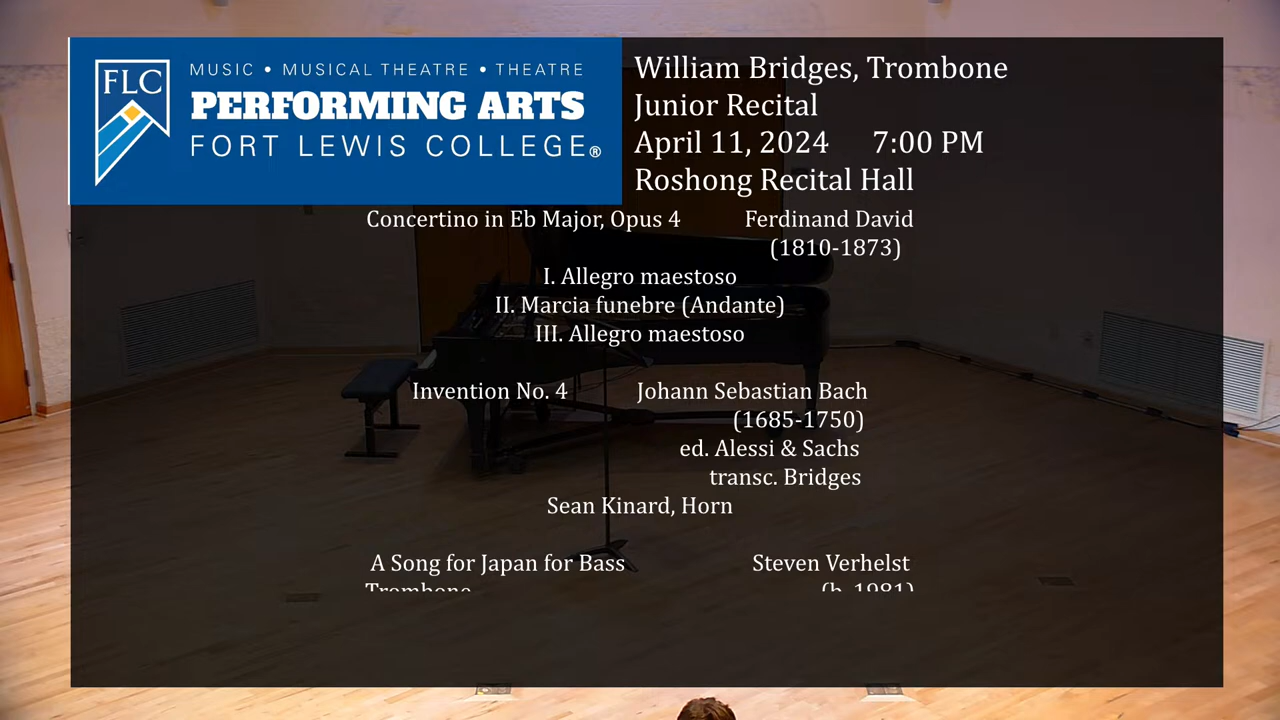 FLC
MUSIC • MUSICAL THEATRE • THEATRE
PERFORMING ARTS
FORT LEWIS COLLEGE®
William Bridges, Trombone
Junior Recital
April 11, 2024 7:00 PM
Roshong Recital Hall
Concertino in Eb Major, Opus 4 Ferdinand David
(1810-1873)
I. Allegro maestoso
II. Marcia funebre (Andante)
III. Allegro maestoso
Invention No. 4 Johann Sebastian Bach
(1685-1750)
ed. Alessi & Sachs
transc. Bridges
Sean Kinard, Horn
A Song for Japan for Bass Steven Verhelst
Trombone (b. 1981)